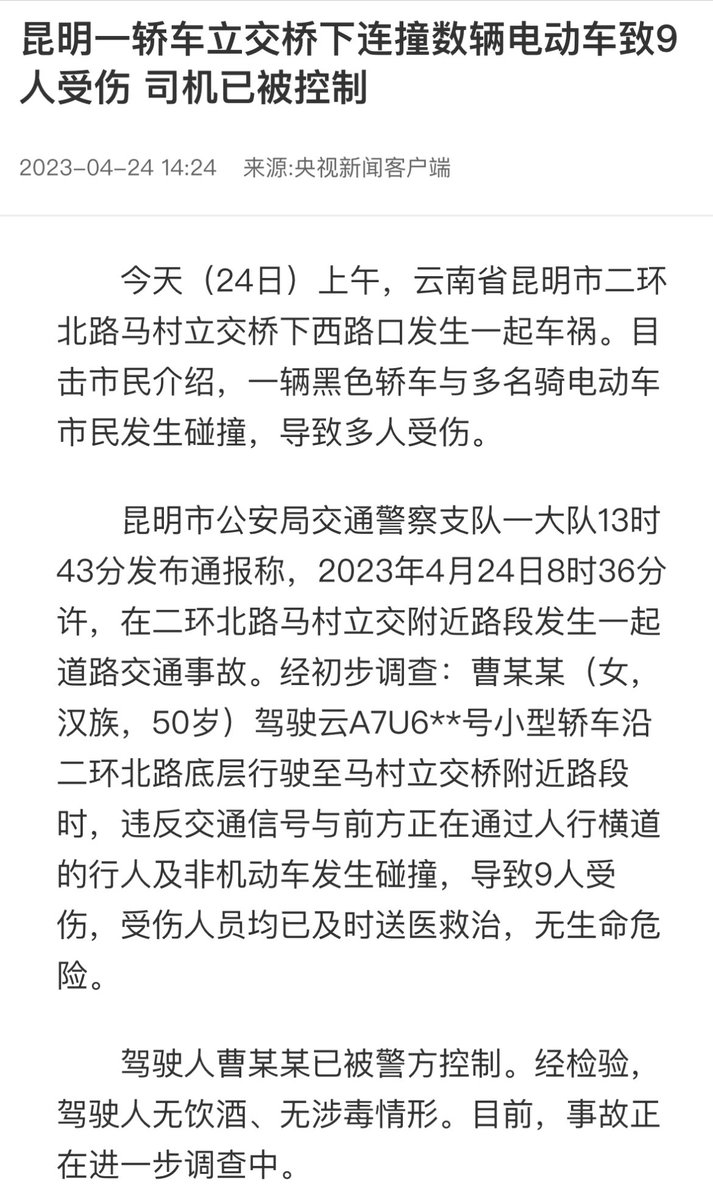 昆明一轿车立交桥下连撞数辆电动车致9
人受伤 司机已被控制
2023-04-24 14:24 来源:央视新闻客户端
今天（24日）上午，云南省昆明市二环
北路马村立交桥下西路口发生一起车祸。目
击市民介绍，一辆黑色轿车与多名骑电动车
市民发生碰撞，导致多人受伤。
昆明市公安局交通警察支队一大队13时
43分发布通报称，2023年4月24日8时36分
许，在二环北路马村立交附近路段发生一起
道路交通事故。经初步调查：曹某某（女，
汉族，50岁）驾驶云A7U6**号小型轿车沿
二环北路底层行驶至马村立交桥附近路段
时，违反交通信号与前方正在通过人行横道
的行人及非机动车发生碰撞，导致9人受
伤，受伤人员均已及时送医救治，无生命危
险。
驾驶人曹某某已被警方控制。经检验，
驾驶人无饮酒、无涉毒情形。目前，事故正
在进一步调查中。